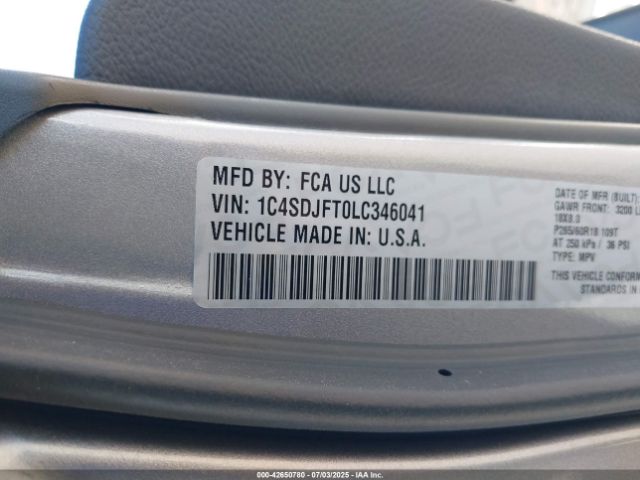 MFD BY: FCA US LLC
VIN: 1C4SDJFT0LC346041
VEHICLE MADE IN: U.S.A.
DATE OF MFR (BUILT):
GAWR FRONT: 3200
18X8.0
P265/60R18 109T
AT 250 kPa / 36 PSI
TYPE: MPV
THIS VEHICLE CONFORM
STANDARDS IN
000-42650780 - 07/03/2025 - IAAI.COM